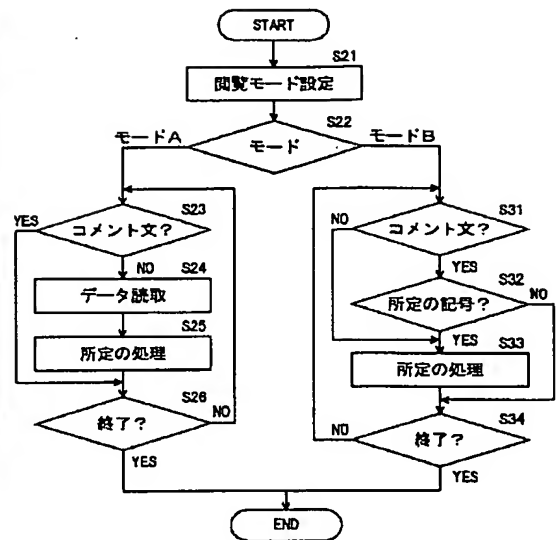 START
S21
閲覧モード設定
S22
モードA
モード
モードB
S23
YES
コメント文?
NO
S24
データ読取
S25
所定の処理
S26
終了?
NO
YES
S31
NO
コメント文?
YES
S32
所定の記号?
NO
YES
S33
所定の処理
S34
NO
終了?
YES
END